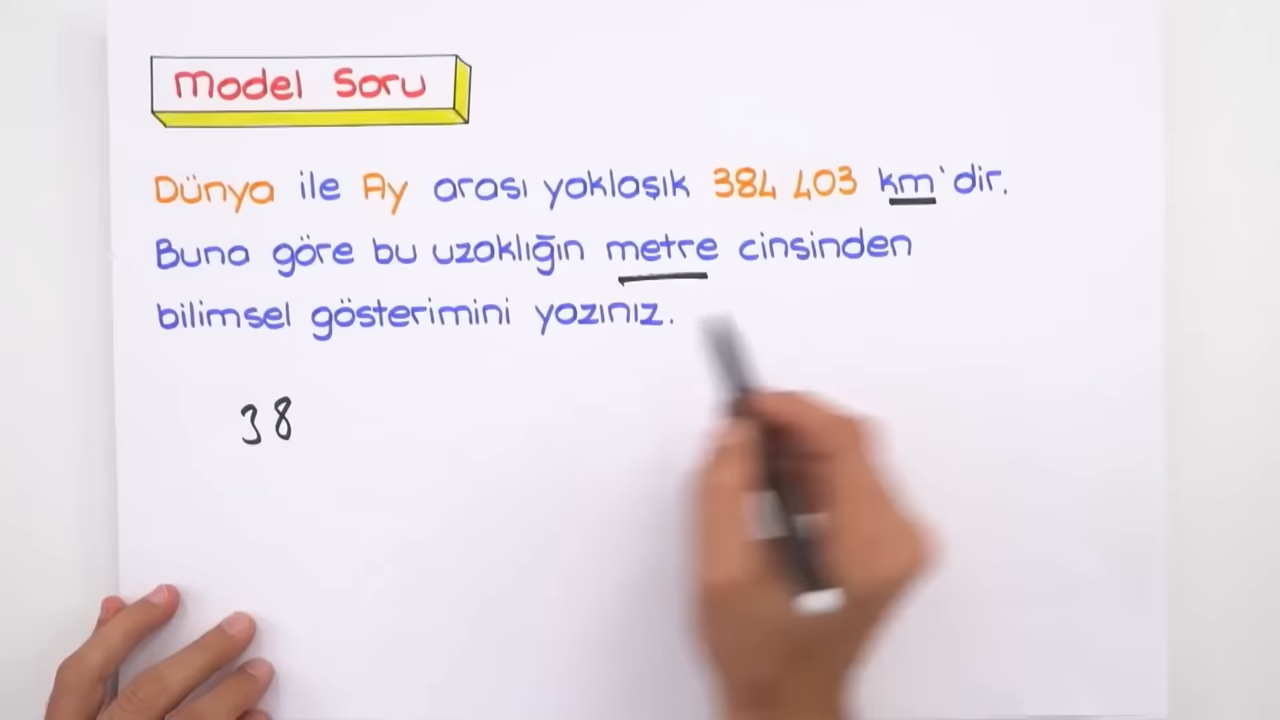 Model Soru
Dünya ile Ay arası yaklaşık 384 403 km'dir.
Buna göre bu uzaklığın metre cinsinden
bilimsel gösterimini yazınız.
38